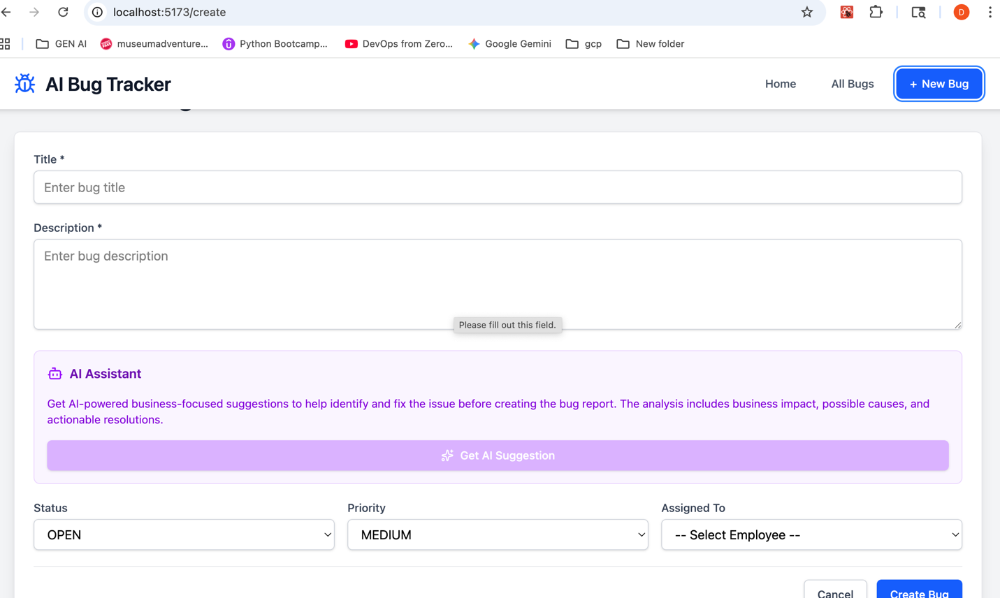 localhost:5173/create
D
GEN AI
museumadventure...
Python Bootcamp...
DevOps from Zero...
Google Gemini
gcp
New folder
AI Bug Tracker
Home
All Bugs
+ New Bug
Title *
Enter bug title
Description *
Enter bug description
Please fill out this field.
AI Assistant
Get AI-powered business-focused suggestions to help identify and fix the issue before creating the bug report. The analysis includes business impact, possible causes, and
actionable resolutions.
Get AI Suggestion
Status
Priority
Assigned To
OPEN
MEDIUM
-- Select Employee --
Cancel
Create Bug